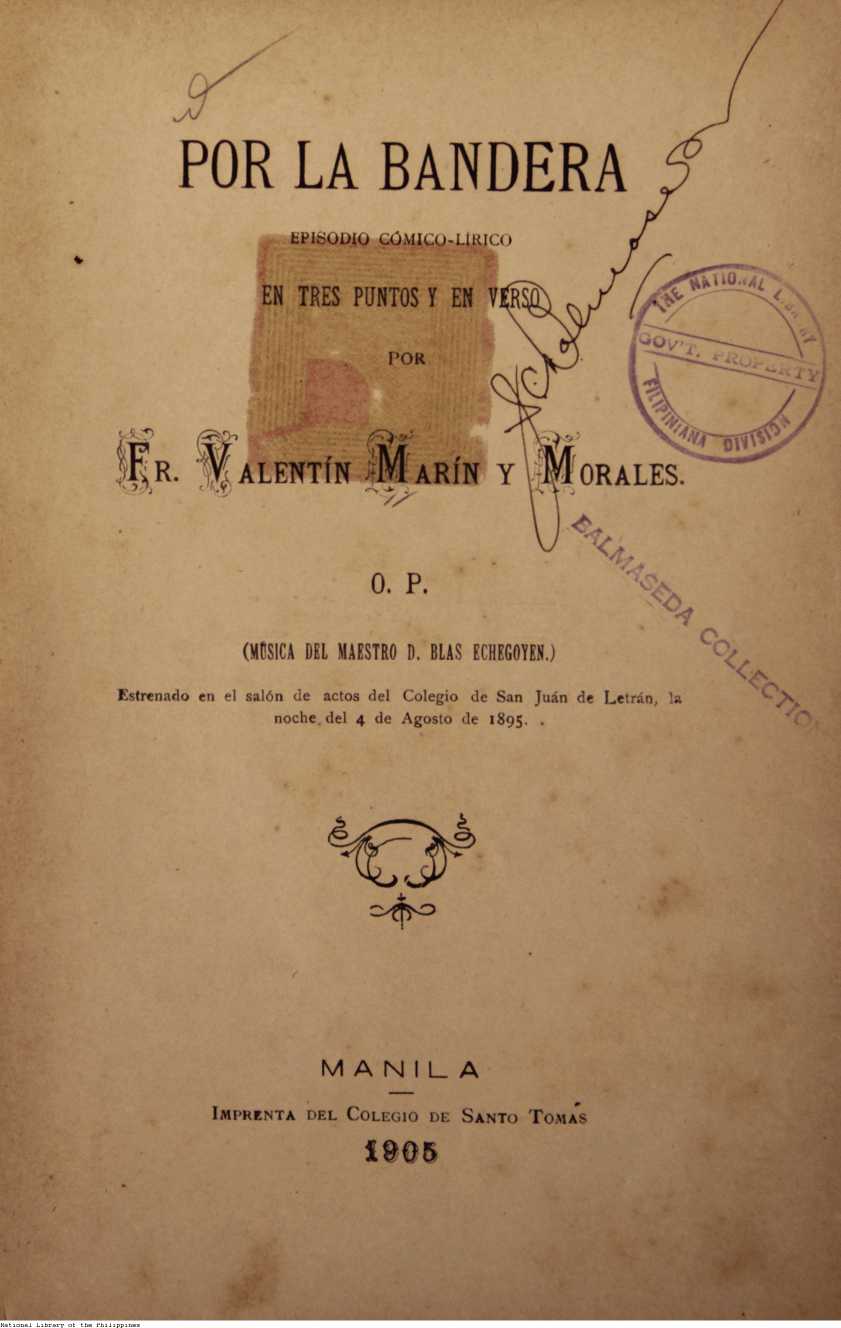 POR LA BANDERA
EPISODIO CÓMICO-LÍRICO
EN TRES PUNTOS Y EN VERSO
POR
FR. VALENTÍN MARÍN Y MORALES.
O. P.
(MÚSICA DEL MAESTRO D. BLAS ECHEGOYEN.)
Estrenado en el salón de actos del Colegio de San Juán de Letrán, la
noche del 4 de Agosto de 1895.
THE NATIONAL LIBRARY
GOV'T. PROPERTY
FILIPINIANA DIVISION
BALMASEDA COLLECTIO
MANILA
IMPRENTA DEL COLEGIO DE SANTO TOMÁS
1905
National Library of the Philippines